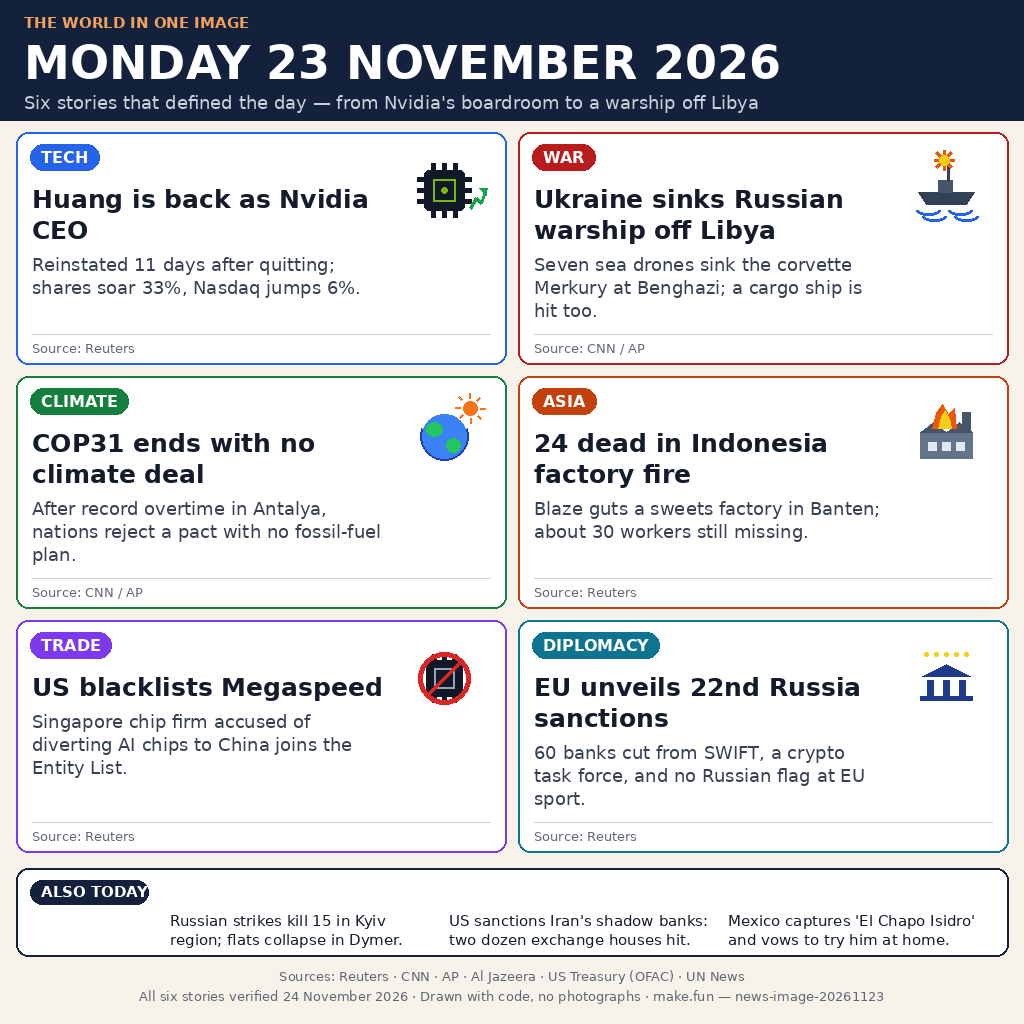 THE WORLD IN ONE IMAGE
MONDAY 23 NOVEMBER 2026
Six stories that defined the day — from Nvidia's boardroom to a warship off Libya
TECH
Huang is back as Nvidia
CEO
Reinstated 11 days after quitting;
shares soar 33%, Nasdaq jumps 6%.
Source: Reuters
WAR
Ukraine sinks Russian
warship off Libya
Seven sea drones sink the corvette
Merkury at Benghazi; a cargo ship is
hit too.
Source: CNN / AP
CLIMATE
COP31 ends with no
climate deal
After record overtime in Antalya,
nations reject a pact with no fossil-fuel
plan.
Source: CNN / AP
ASIA
24 dead in Indonesia
factory fire
Blaze guts a sweets factory in Banten;
about 30 workers still missing.
Source: Reuters
TRADE
US blacklists Megaspeed
Singapore chip firm accused of
diverting AI chips to China joins the
Entity List.
Source: Reuters
DIPLOMACY
EU unveils 22nd Russia
sanctions
60 banks cut from SWIFT, a crypto
task force, and no Russian flag at EU
sport.
Source: Reuters
ALSO TODAY
Russian strikes kill 15 in Kyiv
region; flats collapse in Dymer.
US sanctions Iran's shadow banks:
two dozen exchange houses hit.
Mexico captures 'El Chapo Isidro'
and vows to try him at home.
Sources: Reuters · CNN · AP · Al Jazeera · US Treasury (OFAC) · UN News
All six stories verified 24 November 2026 · Drawn with code, no photographs · make.fun — news-image-20261123